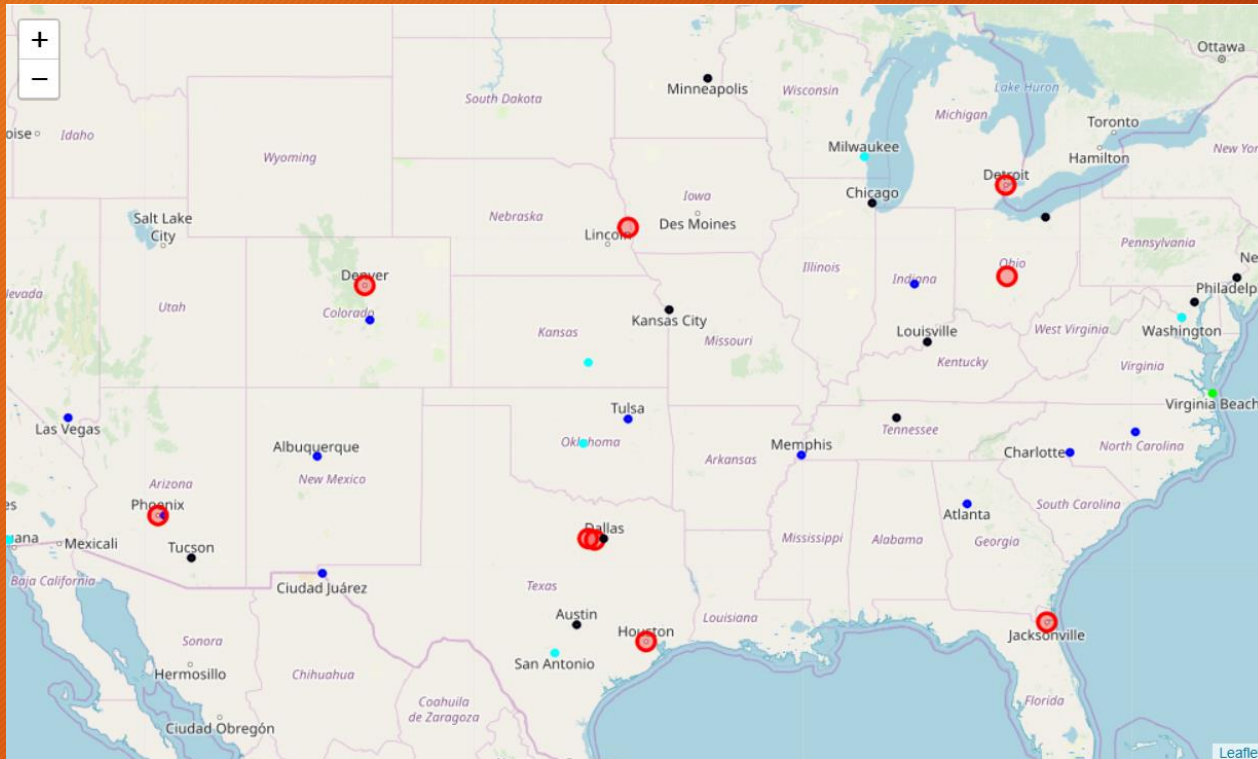 +
−
Ottawa
Minneapolis
South Dakota
Wisconsin
Lake Huron
Michigan
Toronto
oise
Idaho
Wyoming
Milwaukee
Hamilton
New Yor
Detroit
Chicago
Iowa
Nebraska
Salt Lake
City
Lincoln
Des Moines
Pennsylvania
Ne
Denver
Illinois
Ohio
Indiana
Philadelp
levada
Utah
Colorado
Kansas
Kansas City
Missouri
Louisville
West Virginia
Washington
Kentucky
Virginia
Virginia Beach
Las Vegas
Tulsa
Albuquerque
Oklahoma
Memphis
Tennessee
Charlotte
North Carolina
New Mexico
Arkansas
Arizona
Phoenix
South Carolina
es
Atlanta
Dallas
ana
Mexicali
Tucson
Mississippi
Alabama
Georgia
Baja California
Ciudad Juárez
Texas
Austin
Houston
Louisiana
Jacksonville
Sonora
San Antonio
Hermosillo
Chihuahua
Coahuila
de Zaragoza
Florida
Ciudad Obregón
Leafle